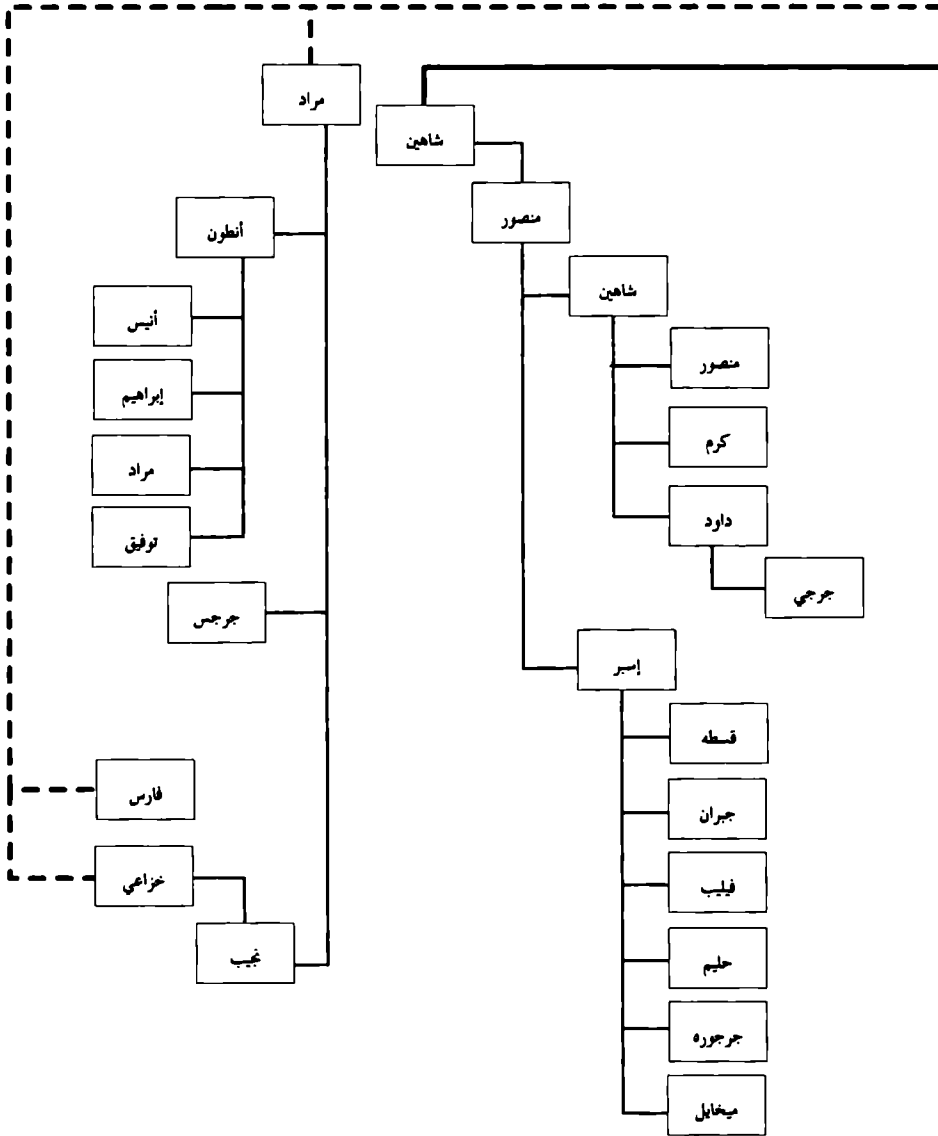 شاهين
منصور
شاهين
منصور
كرم
داود
جرجي
إسبر
قسطه
جبران
فيليب
حليم
جرجوره
ميخايل
مراد
أنطون
أنيس
إبراهيم
مراد
توفيق
جرجس
فارس
خزاعي
نجيب